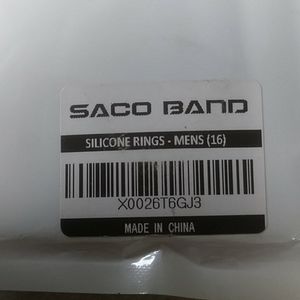 SACO BAND
SILICONE RINGS - MENS (16)
X0026T6GJ3
MADE IN CHINA